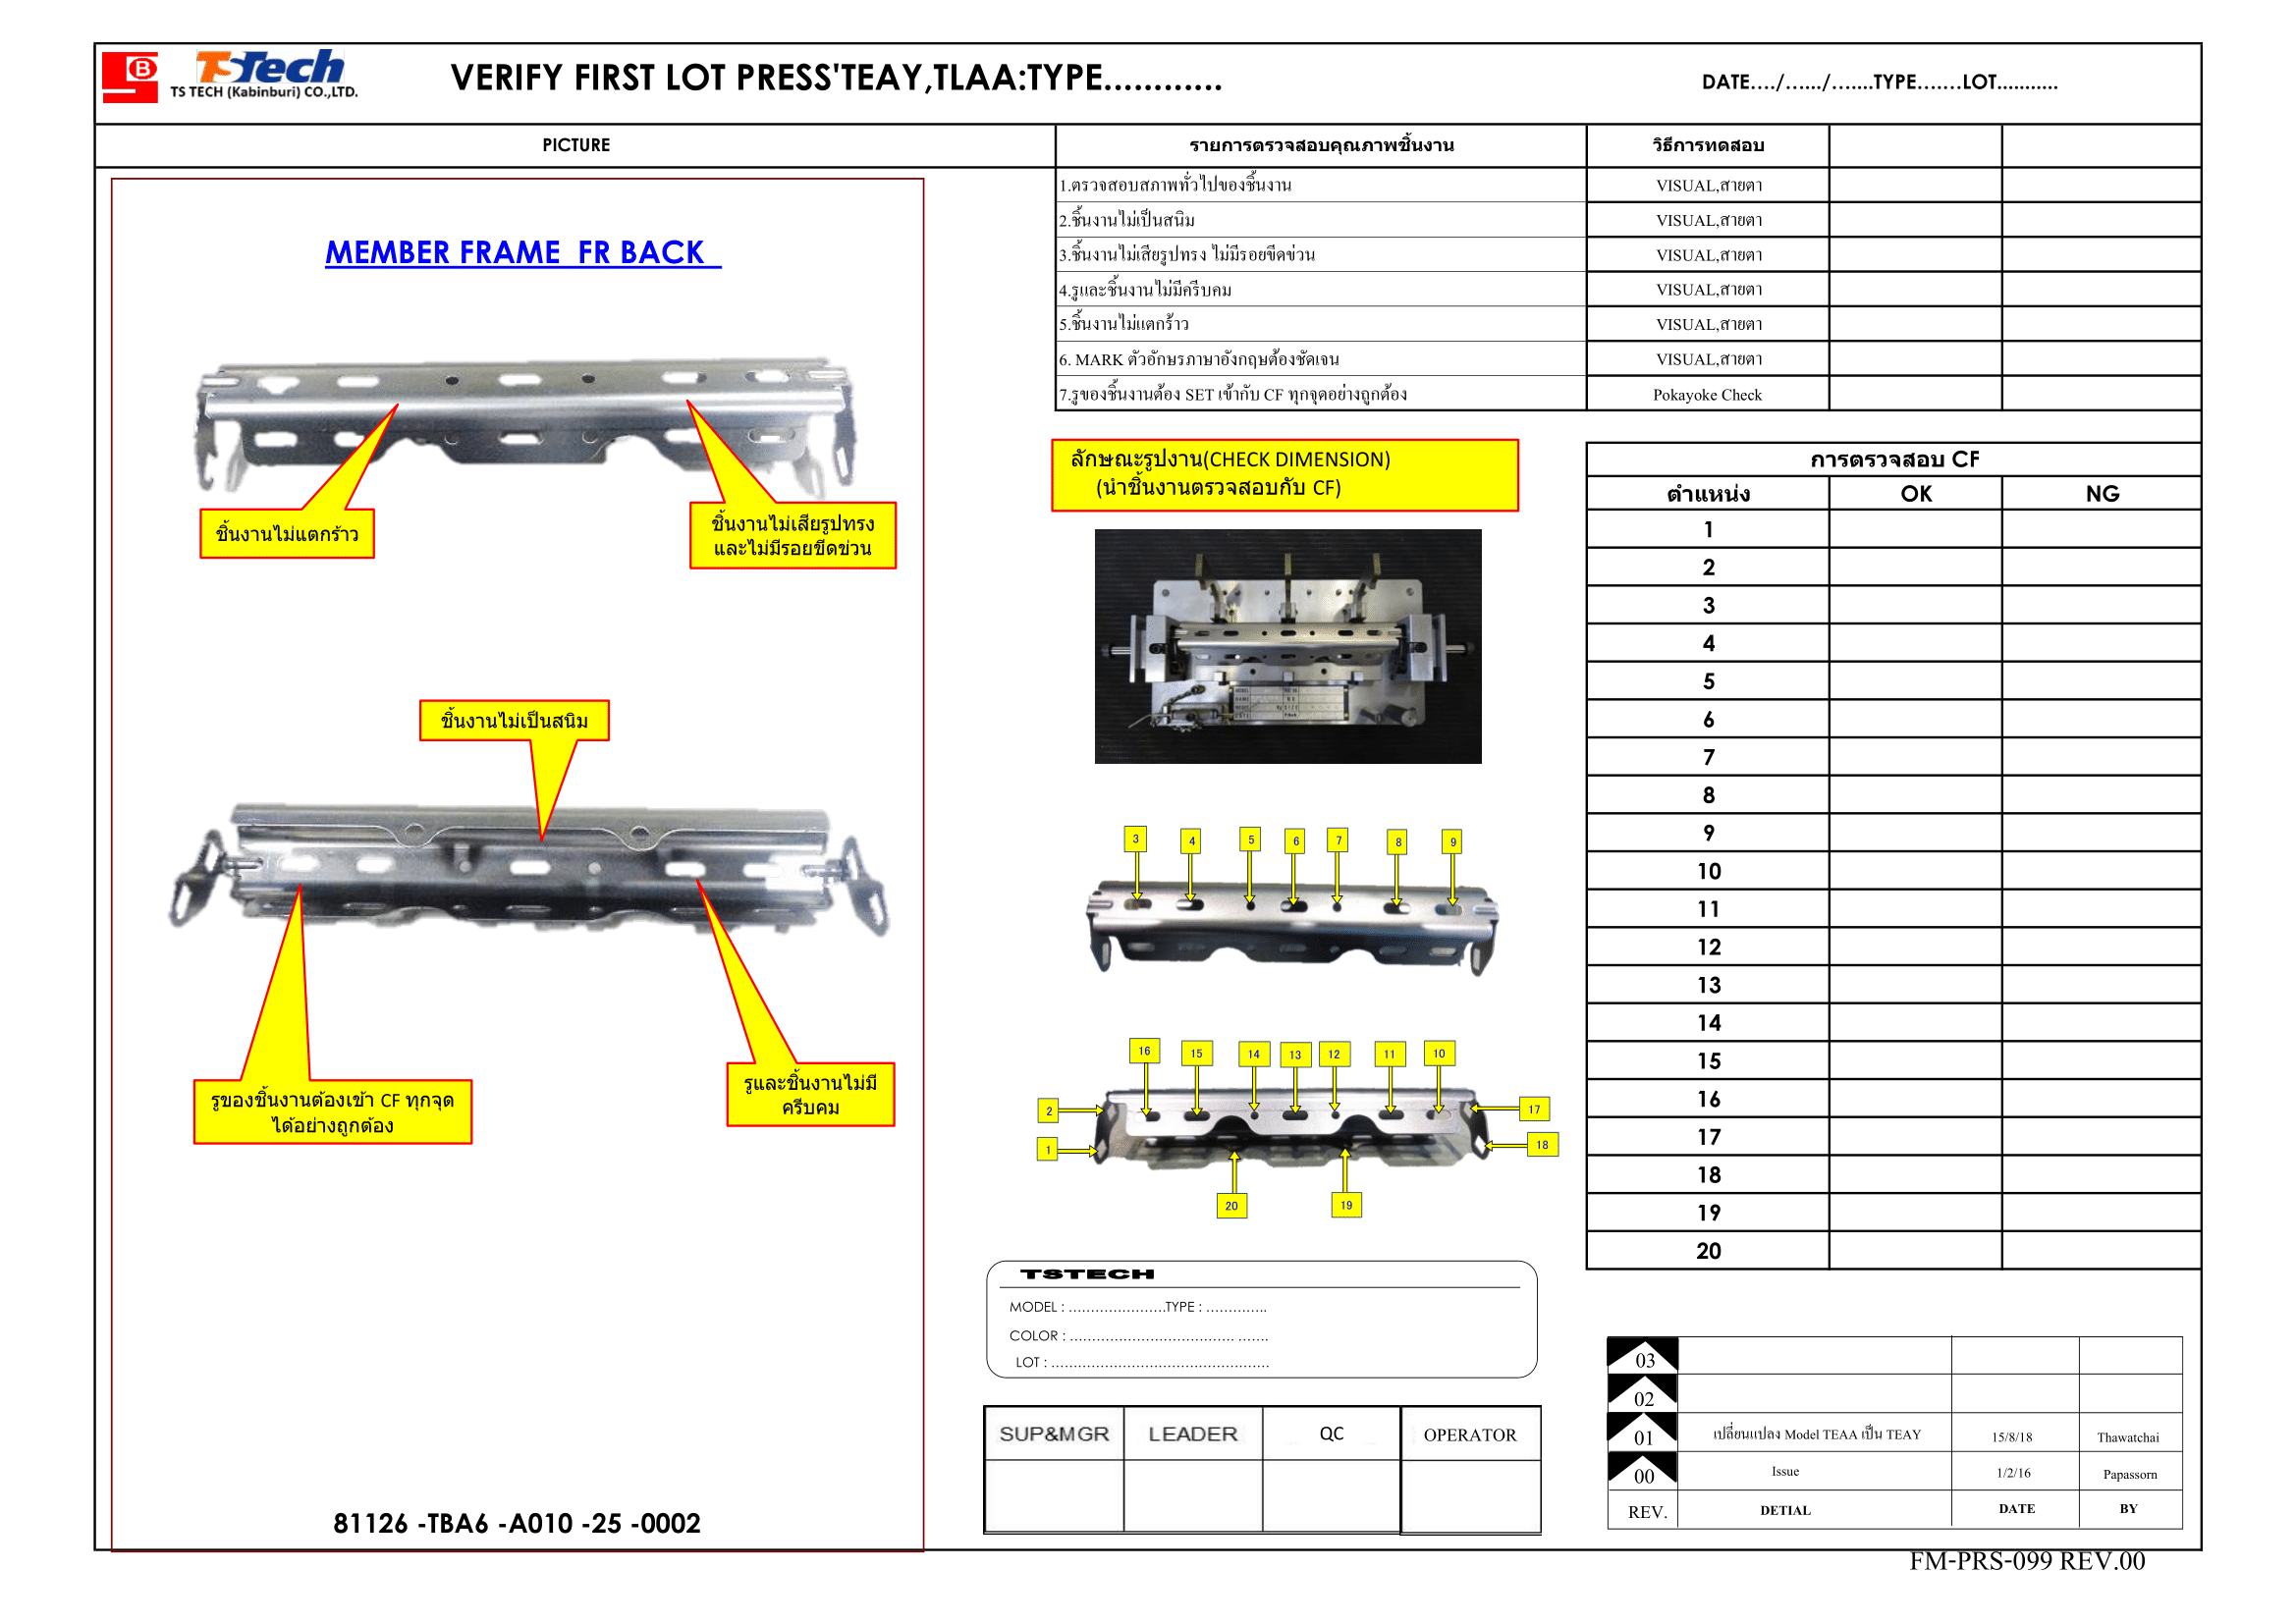 B
TS Tech
TS TECH (Kabinburi) CO.,LTD.
VERIFY FIRST LOT PRESS'TEAY,TLAA:TYPE............
DATE..../....../.......TYPE.......LOT...........
PICTURE
รายการตรวจสอบคุณภาพชิ้นงาน
วิธีการทดสอบ
1.ตรวจสอบสภาพทั่วไปของชิ้นงาน
VISUAL,สายตา
2.ชิ้นงานไม่เป็นสนิม
VISUAL,สายตา
3.ชิ้นงานไม่เสียรูปทรง ไม่มีรอยขีดข่วน
VISUAL,สายตา
4.รูและชิ้นงานไม่มีครีบคม
VISUAL,สายตา
5.ชิ้นงานไม่แตกร้าว
VISUAL,สายตา
6. MARK ตัวอักษรภาษาอังกฤษต้องชัดเจน
VISUAL,สายตา
7.รูของชิ้นงานต้อง SET เข้ากับ CF ทุกจุดอย่างถูกต้อง
Pokayoke Check
MEMBER FRAME FR BACK
ชิ้นงานไม่แตกร้าว
ชิ้นงานไม่เสียรูปทรง
และไม่มีรอยขีดข่วน
ชิ้นงานไม่เป็นสนิม
รูของชิ้นงานต้องเข้า CF ทุกจุด
ได้อย่างถูกต้อง
รูและชิ้นงานไม่มี
ครีบคม
81126 -TBA6 -A010 -25 -0002
ลักษณะรูปงาน(CHECK DIMENSION)
(นำชิ้นงานตรวจสอบกับ CF)
3 4 5 6 7 8 9
16 15 14 13 12 11 10
2 17
1 18
20 19
การตรวจสอบ CF
ตำแหน่ง OK NG
1
2
3
4
5
6
7
8
9
10
11
12
13
14
15
16
17
18
19
20
TSTECH
MODEL : ......................TYPE : ..............
COLOR : ..................................... .......
LOT : .................................................
SUP&MGR LEADER QC OPERATOR
03
02
01 เปลี่ยนแปลง Model TEAA เป็น TEAY 15/8/18 Thawatchai
00 Issue 1/2/16 Papassorn
REV. DETIAL DATE BY
FM-PRS-099 REV.00